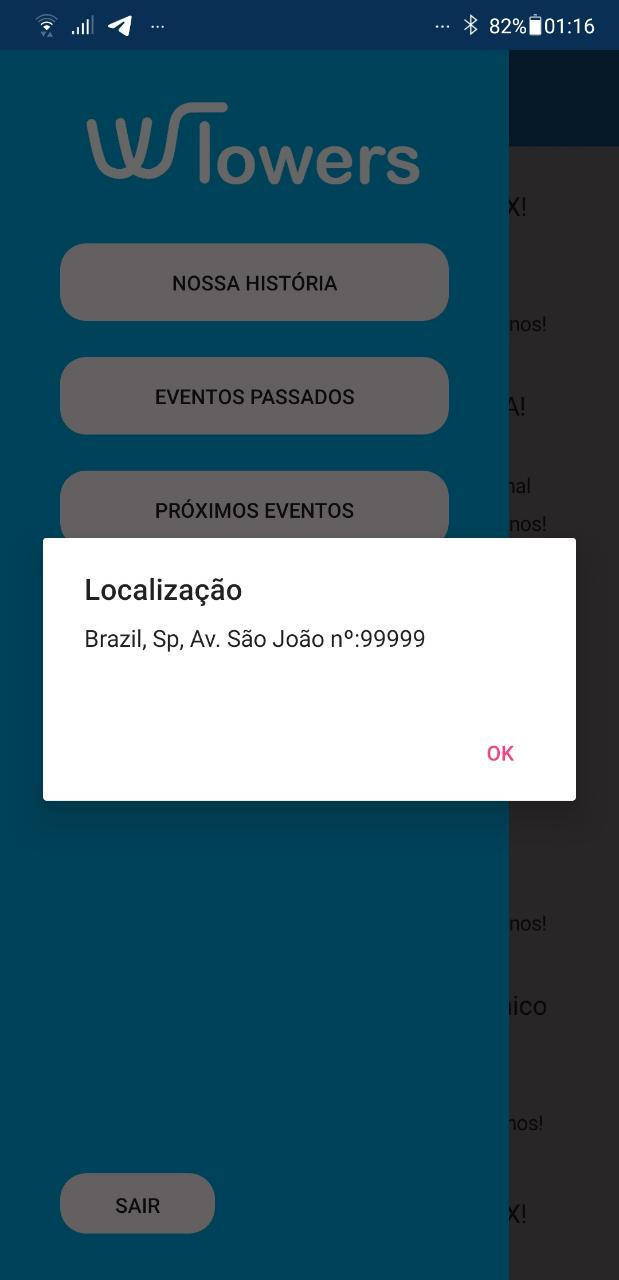 82% 01:16
WTowers
X!
NOSSA HISTÓRIA
nos!
EVENTOS PASSADOS
A!
nal
PRÓXIMOS EVENTOS
nos!
Localização
Brazil, Sp, Av. São João nº:99999
OK
nos!
nico
nos!
SAIR
X!